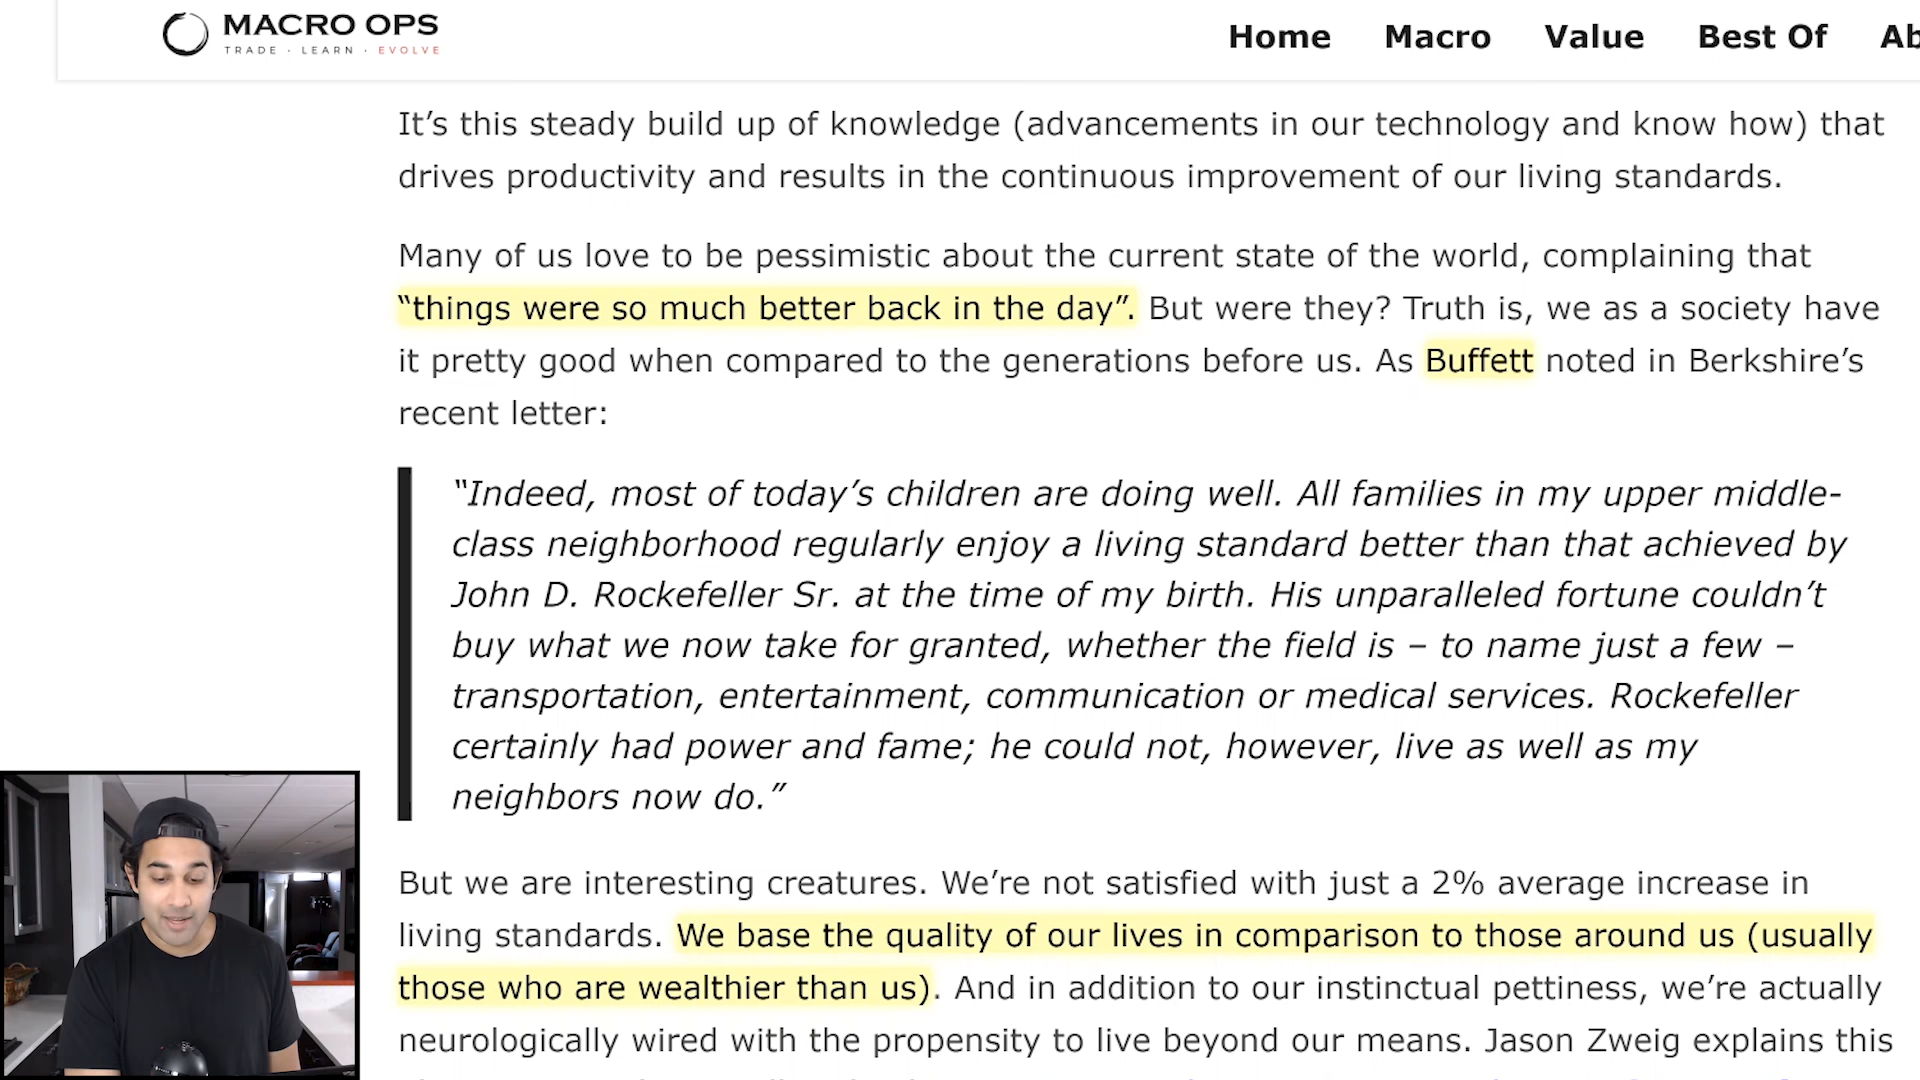 MACRO OPS
TRADE · LEARN · EVOLVE
Home Macro Value Best Of Ab
It’s this steady build up of knowledge (advancements in our technology and know how) that
drives productivity and results in the continuous improvement of our living standards.
Many of us love to be pessimistic about the current state of the world, complaining that
“things were so much better back in the day”. But were they? Truth is, we as a society have
it pretty good when compared to the generations before us. As Buffett noted in Berkshire’s
recent letter:
“Indeed, most of today’s children are doing well. All families in my upper middle-
class neighborhood regularly enjoy a living standard better than that achieved by
John D. Rockefeller Sr. at the time of my birth. His unparalleled fortune couldn’t
buy what we now take for granted, whether the field is – to name just a few –
transportation, entertainment, communication or medical services. Rockefeller
certainly had power and fame; he could not, however, live as well as my
neighbors now do.”
But we are interesting creatures. We’re not satisfied with just a 2% average increase in
living standards. We base the quality of our lives in comparison to those around us (usually
those who are wealthier than us). And in addition to our instinctual pettiness, we’re actually
neurologically wired with the propensity to live beyond our means. Jason Zweig explains this